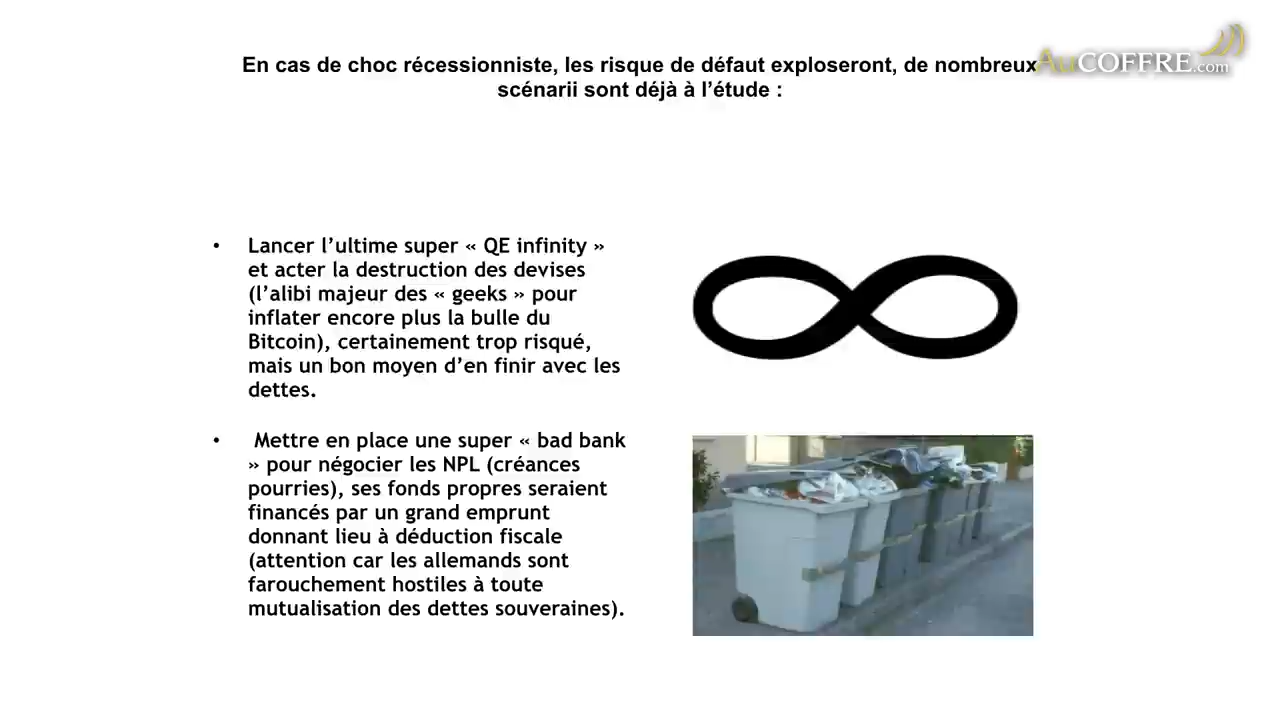 En cas de choc récessionniste, les risque de défaut exploseront, de nombreux
scénarii sont déjà à l’étude :
AuCOFFRE.com
• Lancer l’ultime super « QE infinity »
et acter la destruction des devises
(l’alibi majeur des « geeks » pour
inflater encore plus la bulle du
Bitcoin), certainement trop risqué,
mais un bon moyen d’en finir avec les
dettes.
• Mettre en place une super « bad bank
» pour négocier les NPL (créances
pourries), ses fonds propres seraient
financés par un grand emprunt
donnant lieu à déduction fiscale
(attention car les allemands sont
farouchement hostiles à toute
mutualisation des dettes souveraines).